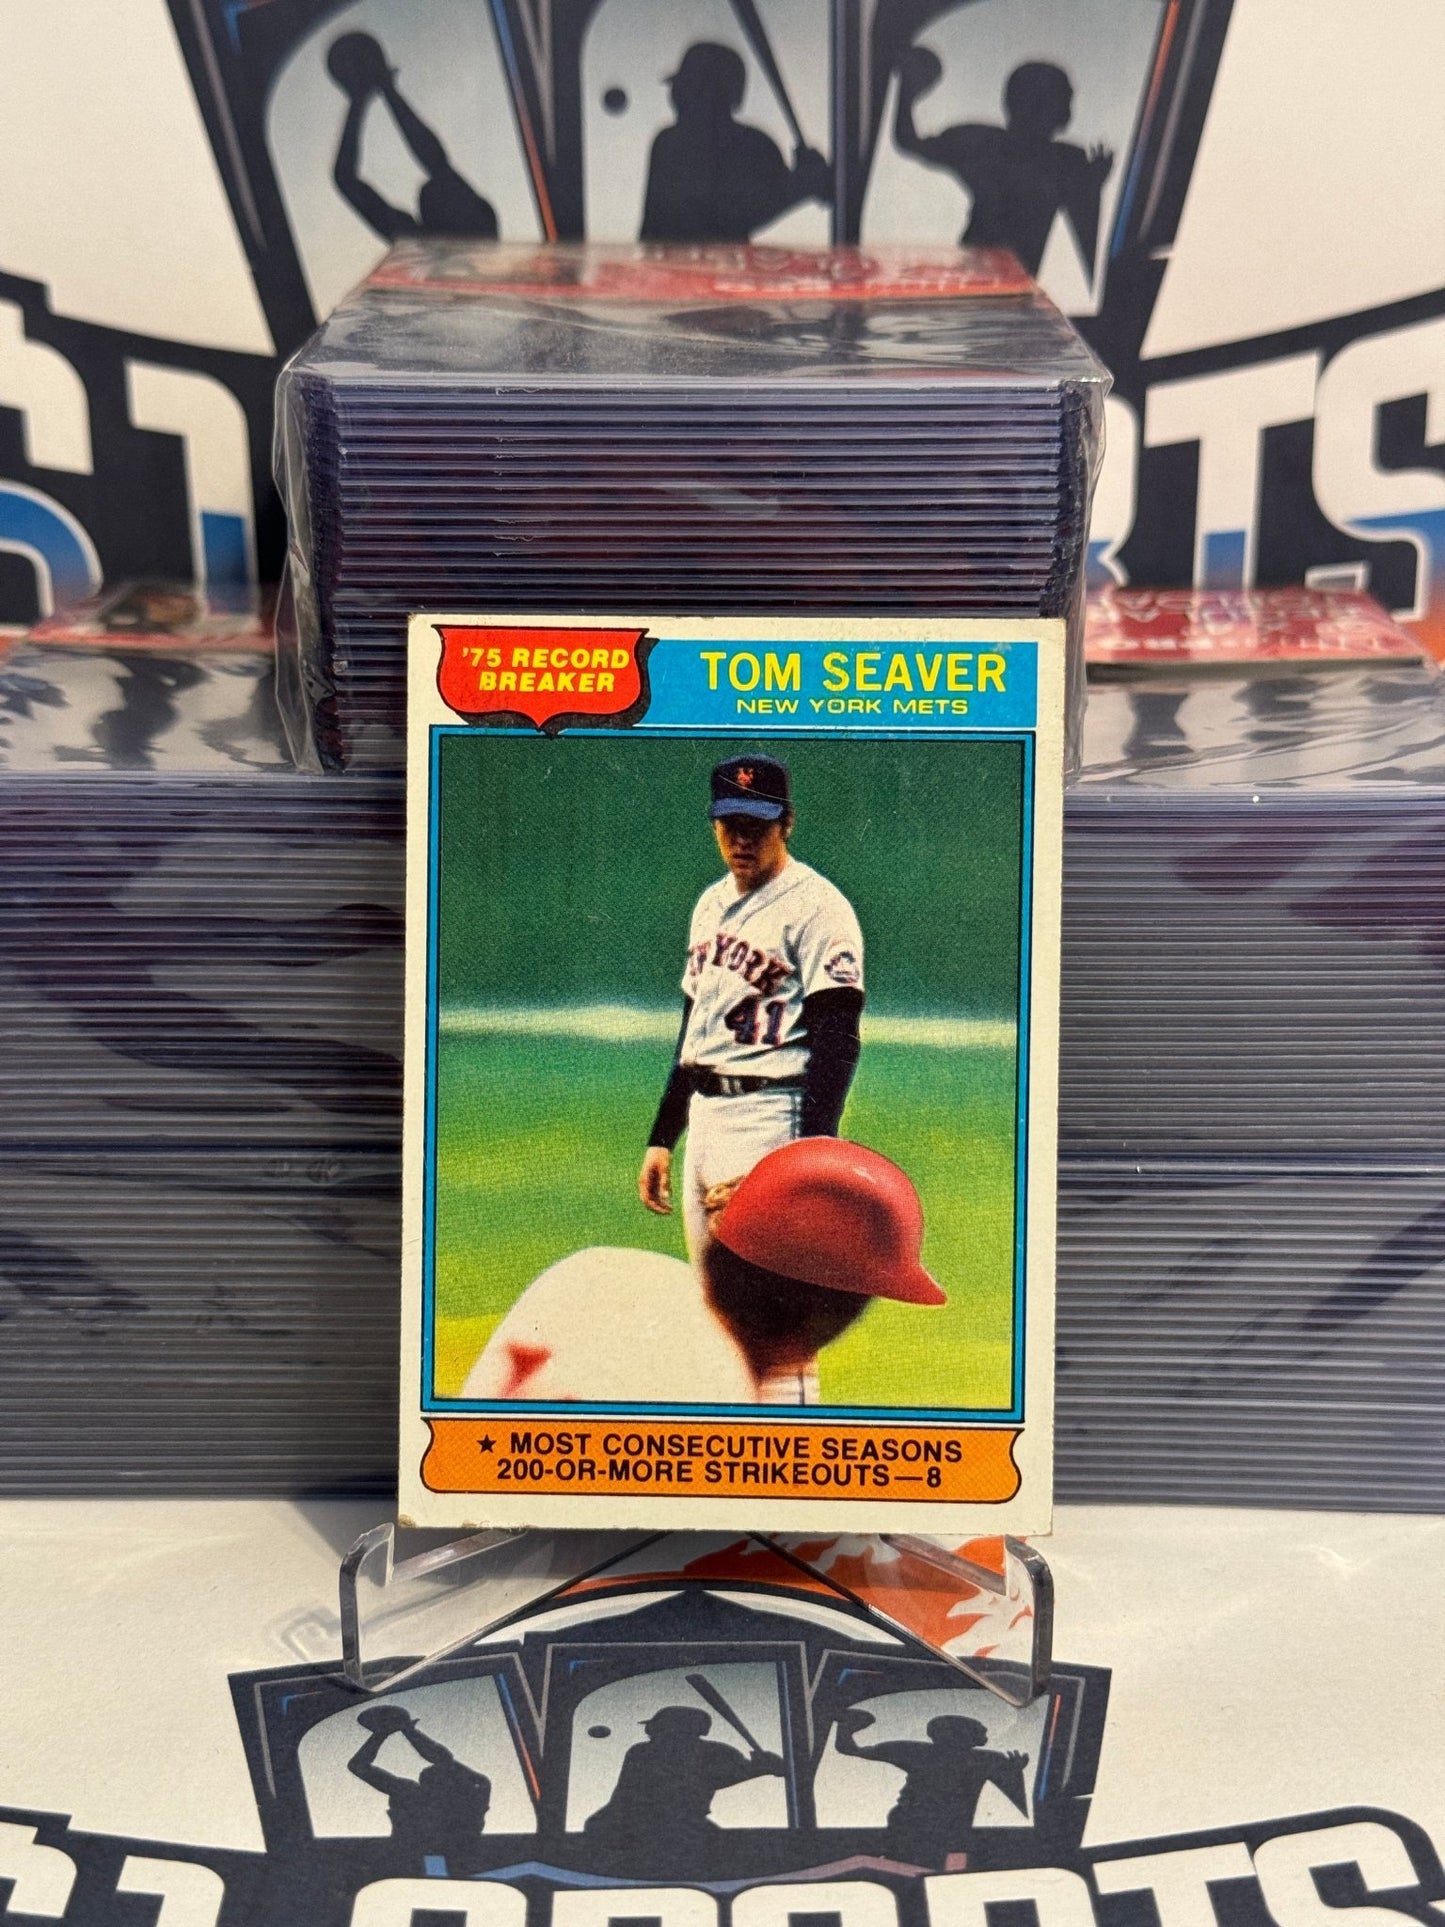 '75 RECORD
BREAKER
TOM SEAVER
NEW YORK METS
NEW YORK
41
★ MOST CONSECUTIVE SEASONS
200-OR-MORE STRIKEOUTS—8